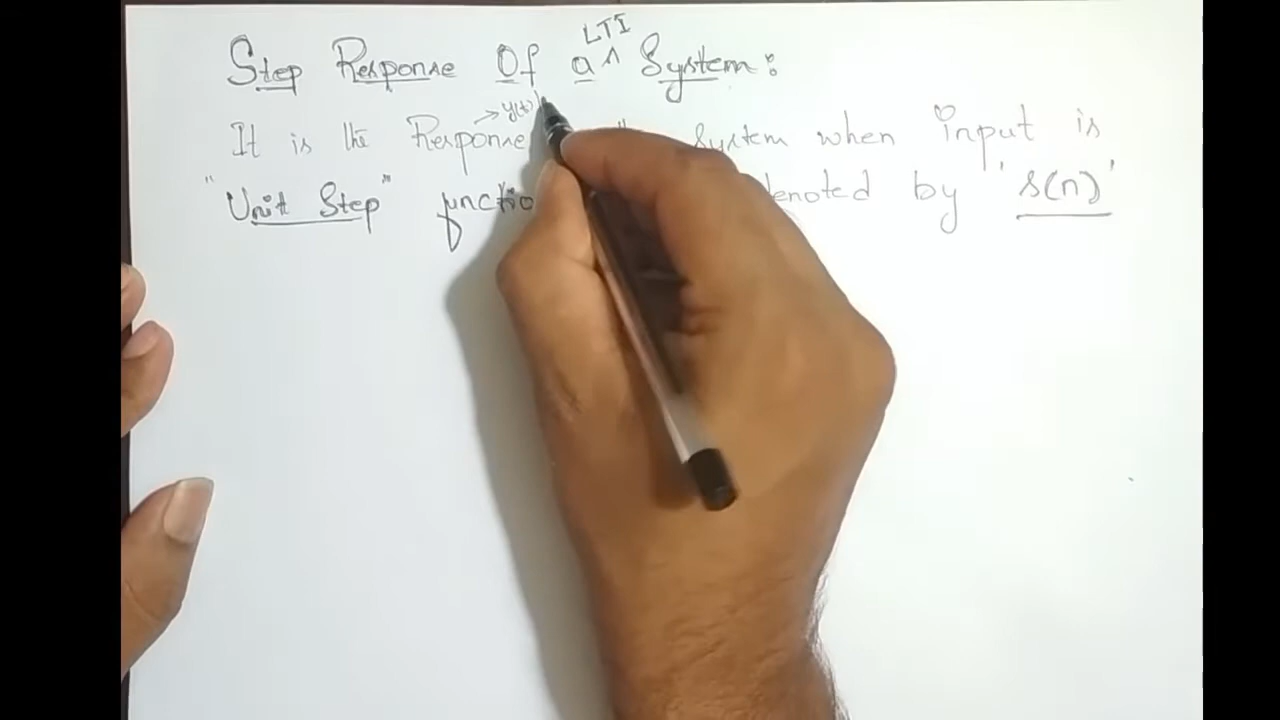 Step Response Of a LTI System:
→ y(t)
It is the Response system when input is
"Unit Step" denoted by 's(n)'